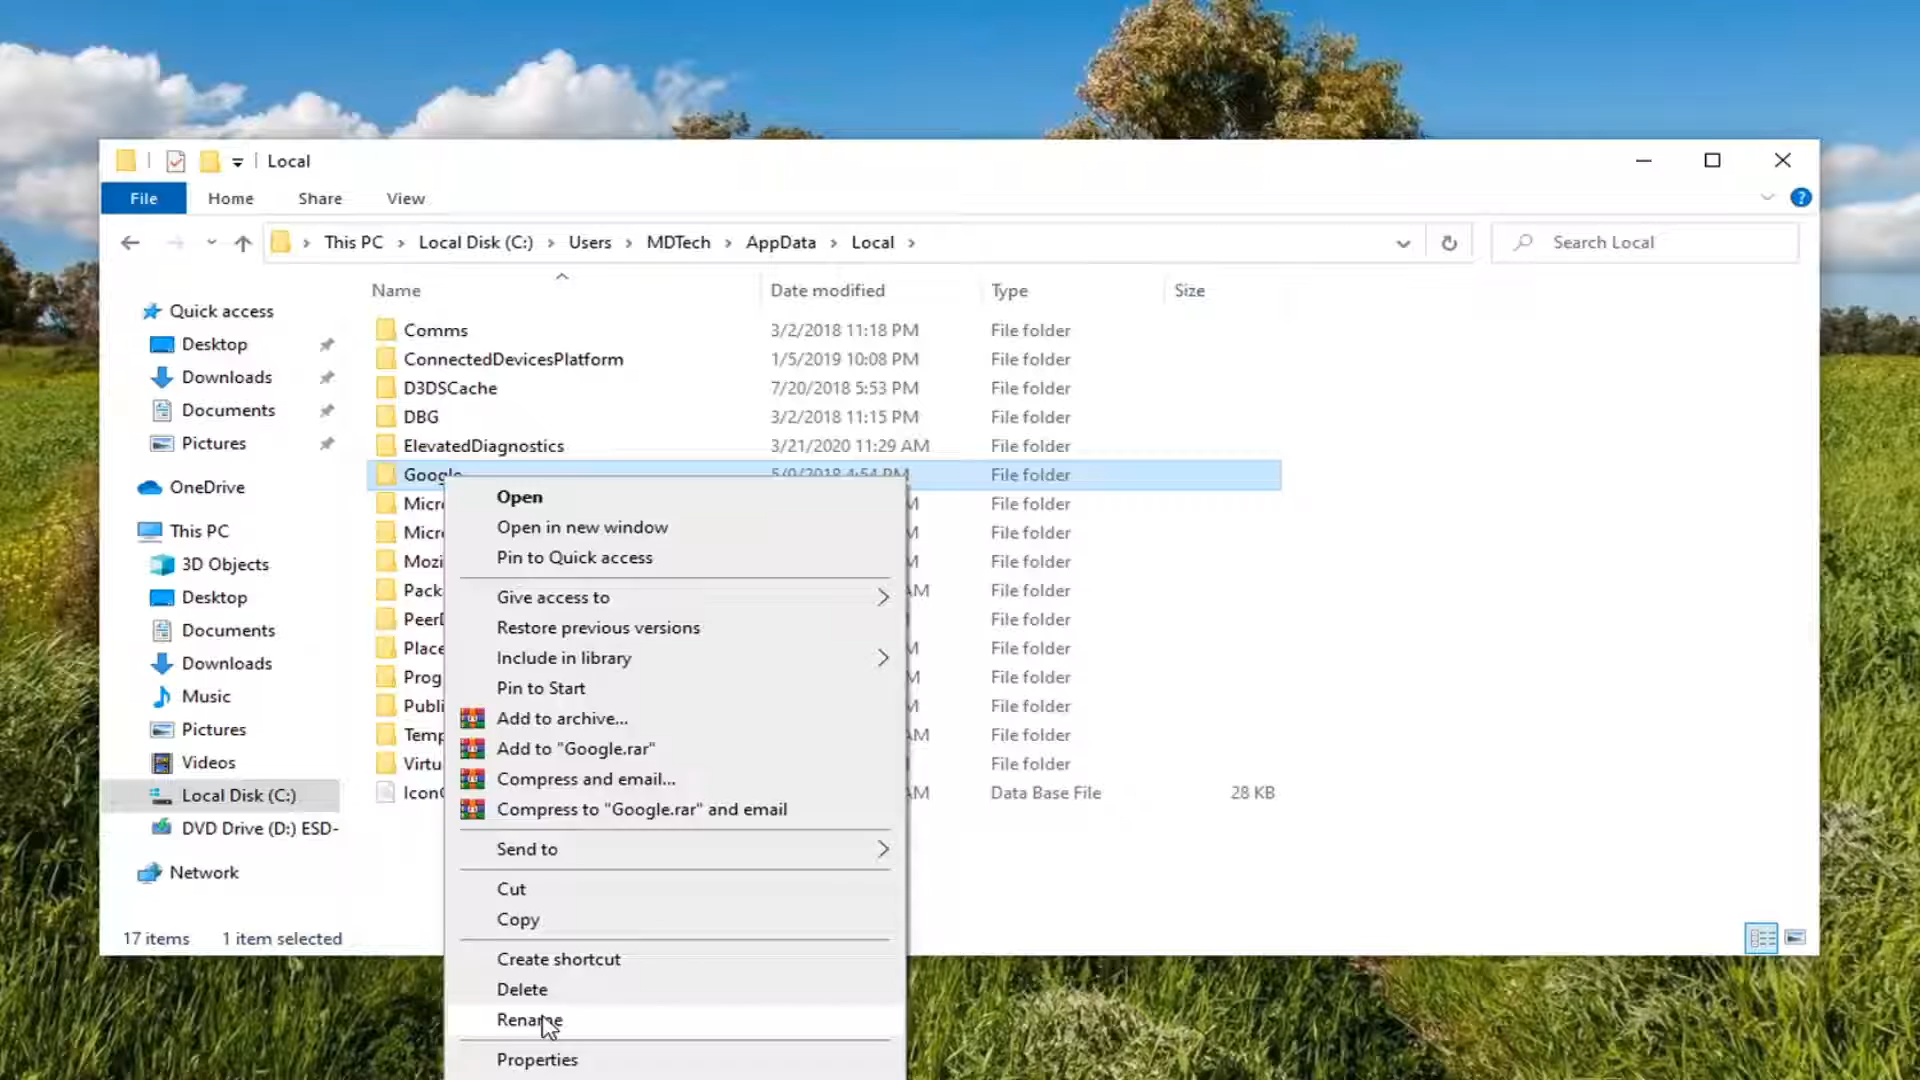 Local
File Home Share View
This PC Local Disk (C:) Users MDTech AppData Local
Search Local
Name Date modified Type Size
Quick access
Desktop
Downloads
Documents
Pictures
OneDrive
This PC
3D Objects
Desktop
Documents
Downloads
Music
Pictures
Videos
Local Disk (C:)
DVD Drive (D:) ESD-
Network
Comms 3/2/2018 11:18 PM File folder
ConnectedDevicesPlatform 1/5/2019 10:08 PM File folder
D3DSCache 7/20/2018 5:53 PM File folder
DBG 3/2/2018 11:15 PM File folder
ElevatedDiagnostics 3/21/2020 11:29 AM File folder
Google 5/9/2018 4:54 PM File folder
Micr File folder
Micr File folder
Mozi File folder
Pack File folder
Peer File folder
Place File folder
Prog File folder
Publi File folder
Temp File folder
Virtu File folder
Icon Data Base File 28 KB
Open
Open in new window
Pin to Quick access
Give access to
Restore previous versions
Include in library
Pin to Start
Add to archive...
Add to "Google.rar"
Compress and email...
Compress to "Google.rar" and email
Send to
Cut
Copy
Create shortcut
Delete
Rename
Properties
17 items 1 item selected